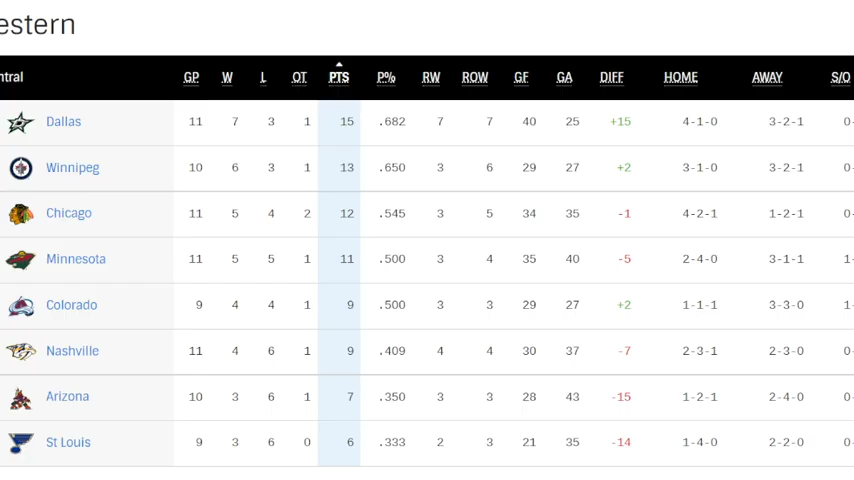 estern
ntral GP W L OT PTS P% RW ROW GF GA DIFF HOME AWAY S/O
Dallas 11 7 3 1 15 .682 7 7 40 25 +15 4-1-0 3-2-1 0-
Winnipeg 10 6 3 1 13 .650 3 6 29 27 +2 3-1-0 3-2-1 0-
Chicago 11 5 4 2 12 .545 3 5 34 35 -1 4-2-1 1-2-1 0-
Minnesota 11 5 5 1 11 .500 3 4 35 40 -5 2-4-0 3-1-1 1-
Colorado 9 4 4 1 9 .500 3 3 29 27 +2 1-1-1 3-3-0 1-
Nashville 11 4 6 1 9 .409 4 4 30 37 -7 2-3-1 2-3-0 0-
Arizona 10 3 6 1 7 .350 3 3 28 43 -15 1-2-1 2-4-0 0-
St Louis 9 3 6 0 6 .333 2 3 21 35 -14 1-4-0 2-2-0 0-